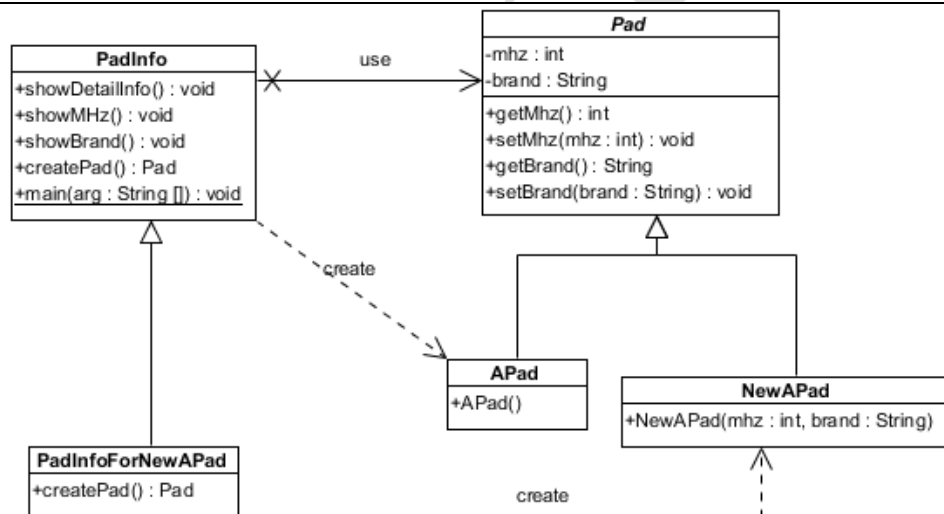 PadInfo
+showDetailInfo() : void
+showMHz() : void
+showBrand() : void
+createPad() : Pad
+main(arg : String []) : void
use
Pad
-mhz : int
-brand : String
+getMhz() : int
+setMhz(mhz : int) : void
+getBrand() : String
+setBrand(brand : String) : void
create
APad
+APad()
NewAPad
+NewAPad(mhz : int, brand : String)
PadInfoForNewAPad
+createPad() : Pad
create